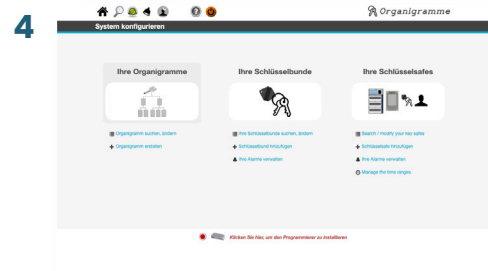 4
Organigramme
System konfigurieren
Ihre Organigramme
Ihre Schlüsselbunde
Ihre Schlüsselsafes
Organigramm suchen, ändern
Organigramm erstellen
Ihre Schlüsselbunde suchen, ändern
Schlüsselbund hinzufügen
Ihre Alarme verwalten
Search / modify your key safes
Schlüsselsafe hinzufügen
Ihre Alarme verwalten
Manage the time ranges
Klicken Sie hier, um den Programmierer zu installieren